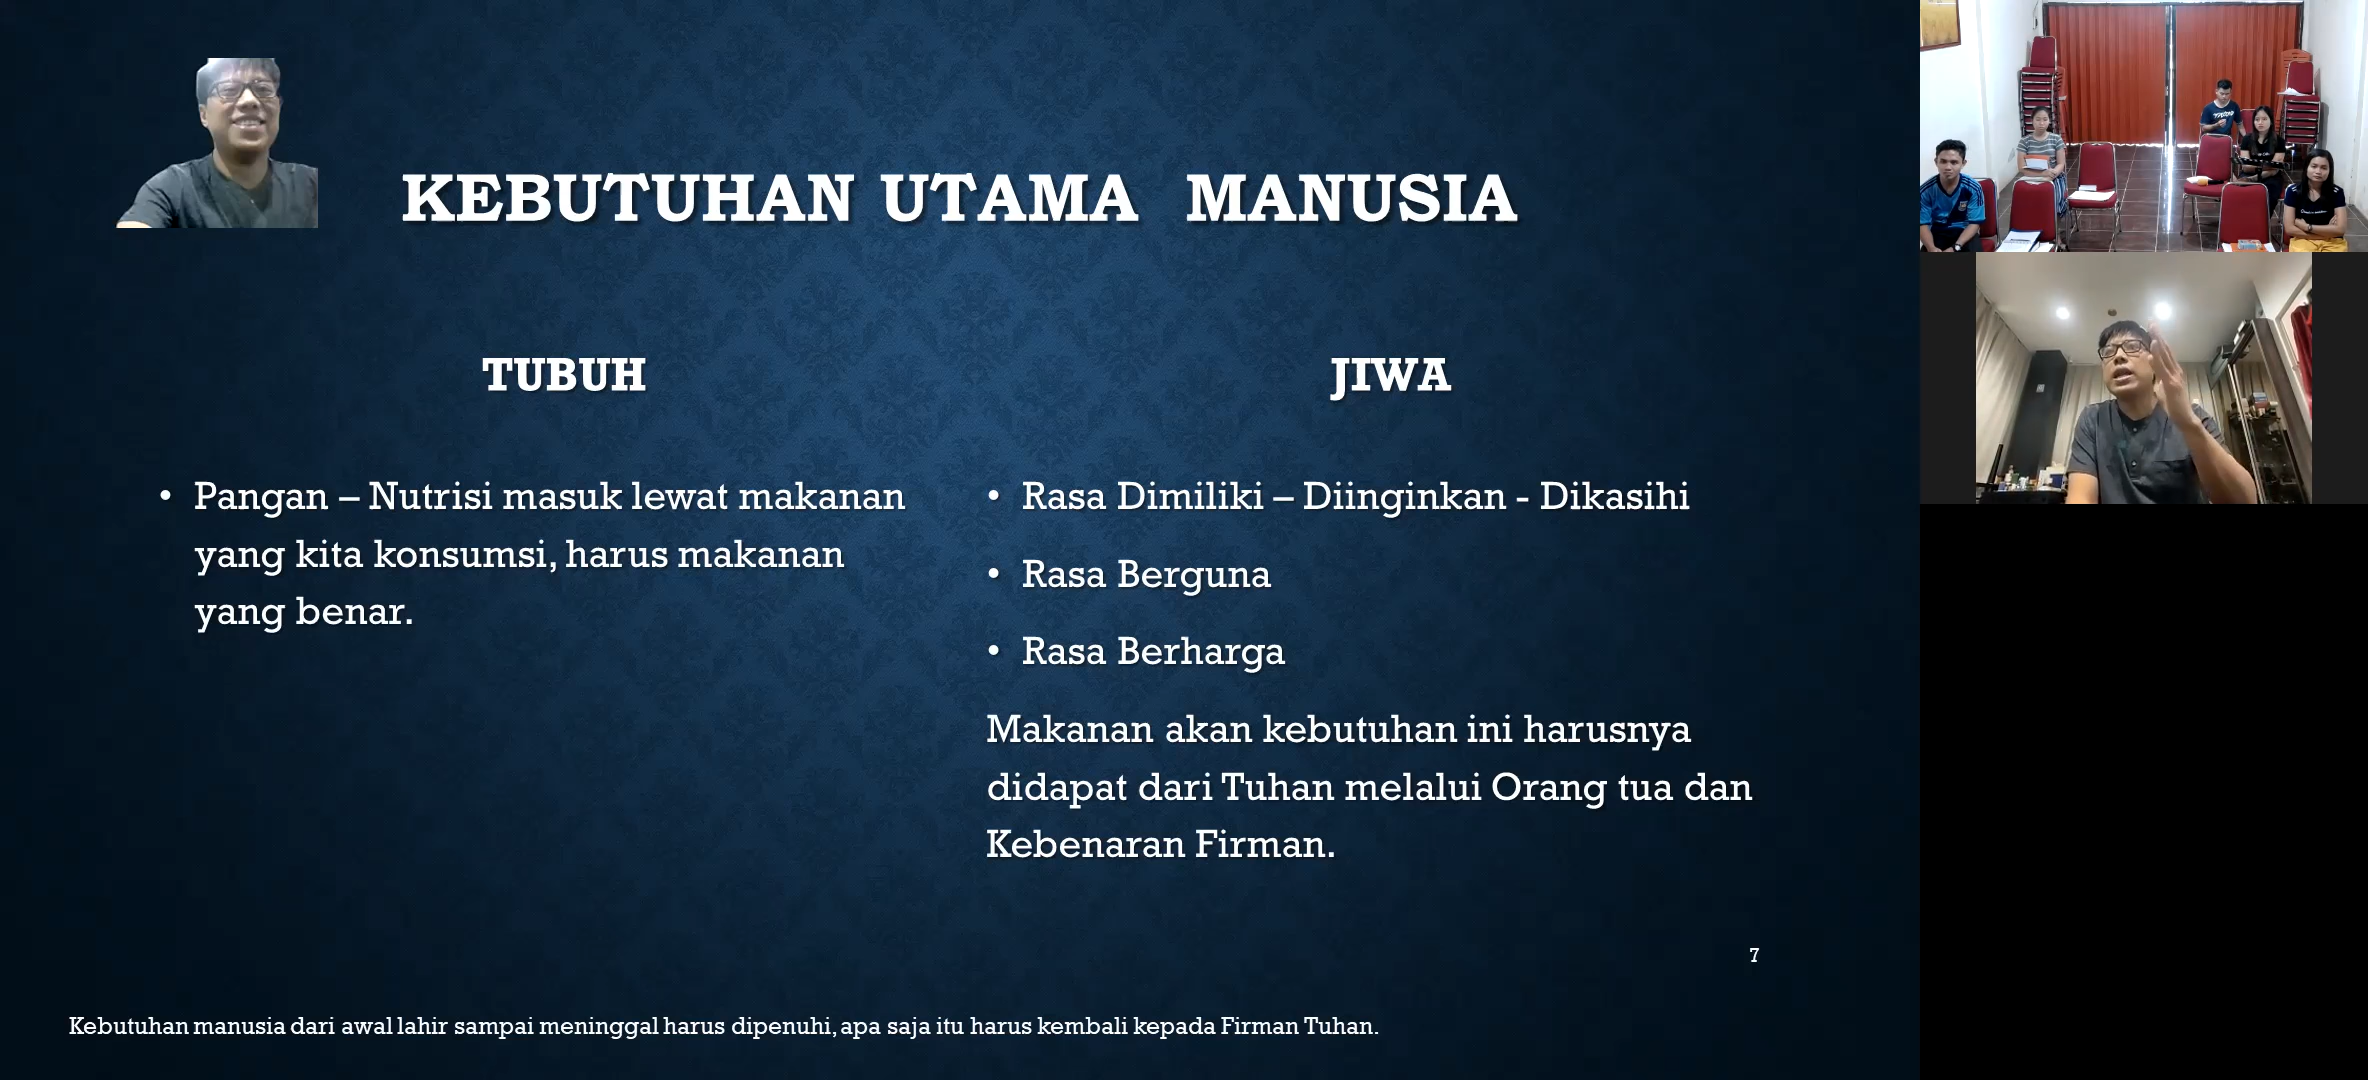 KEBUTUHAN UTAMA MANUSIA
TUBUH
• Pangan – Nutrisi masuk lewat makanan
yang kita konsumsi, harus makanan
yang benar.
JIWA
• Rasa Dimiliki – Diinginkan - Dikasihi
• Rasa Berguna
• Rasa Berharga
Makanan akan kebutuhan ini harusnya
didapat dari Tuhan melalui Orang tua dan
Kebenaran Firman.
7
Kebutuhan manusia dari awal lahir sampai meninggal harus dipenuhi, apa saja itu harus kembali kepada Firman Tuhan.